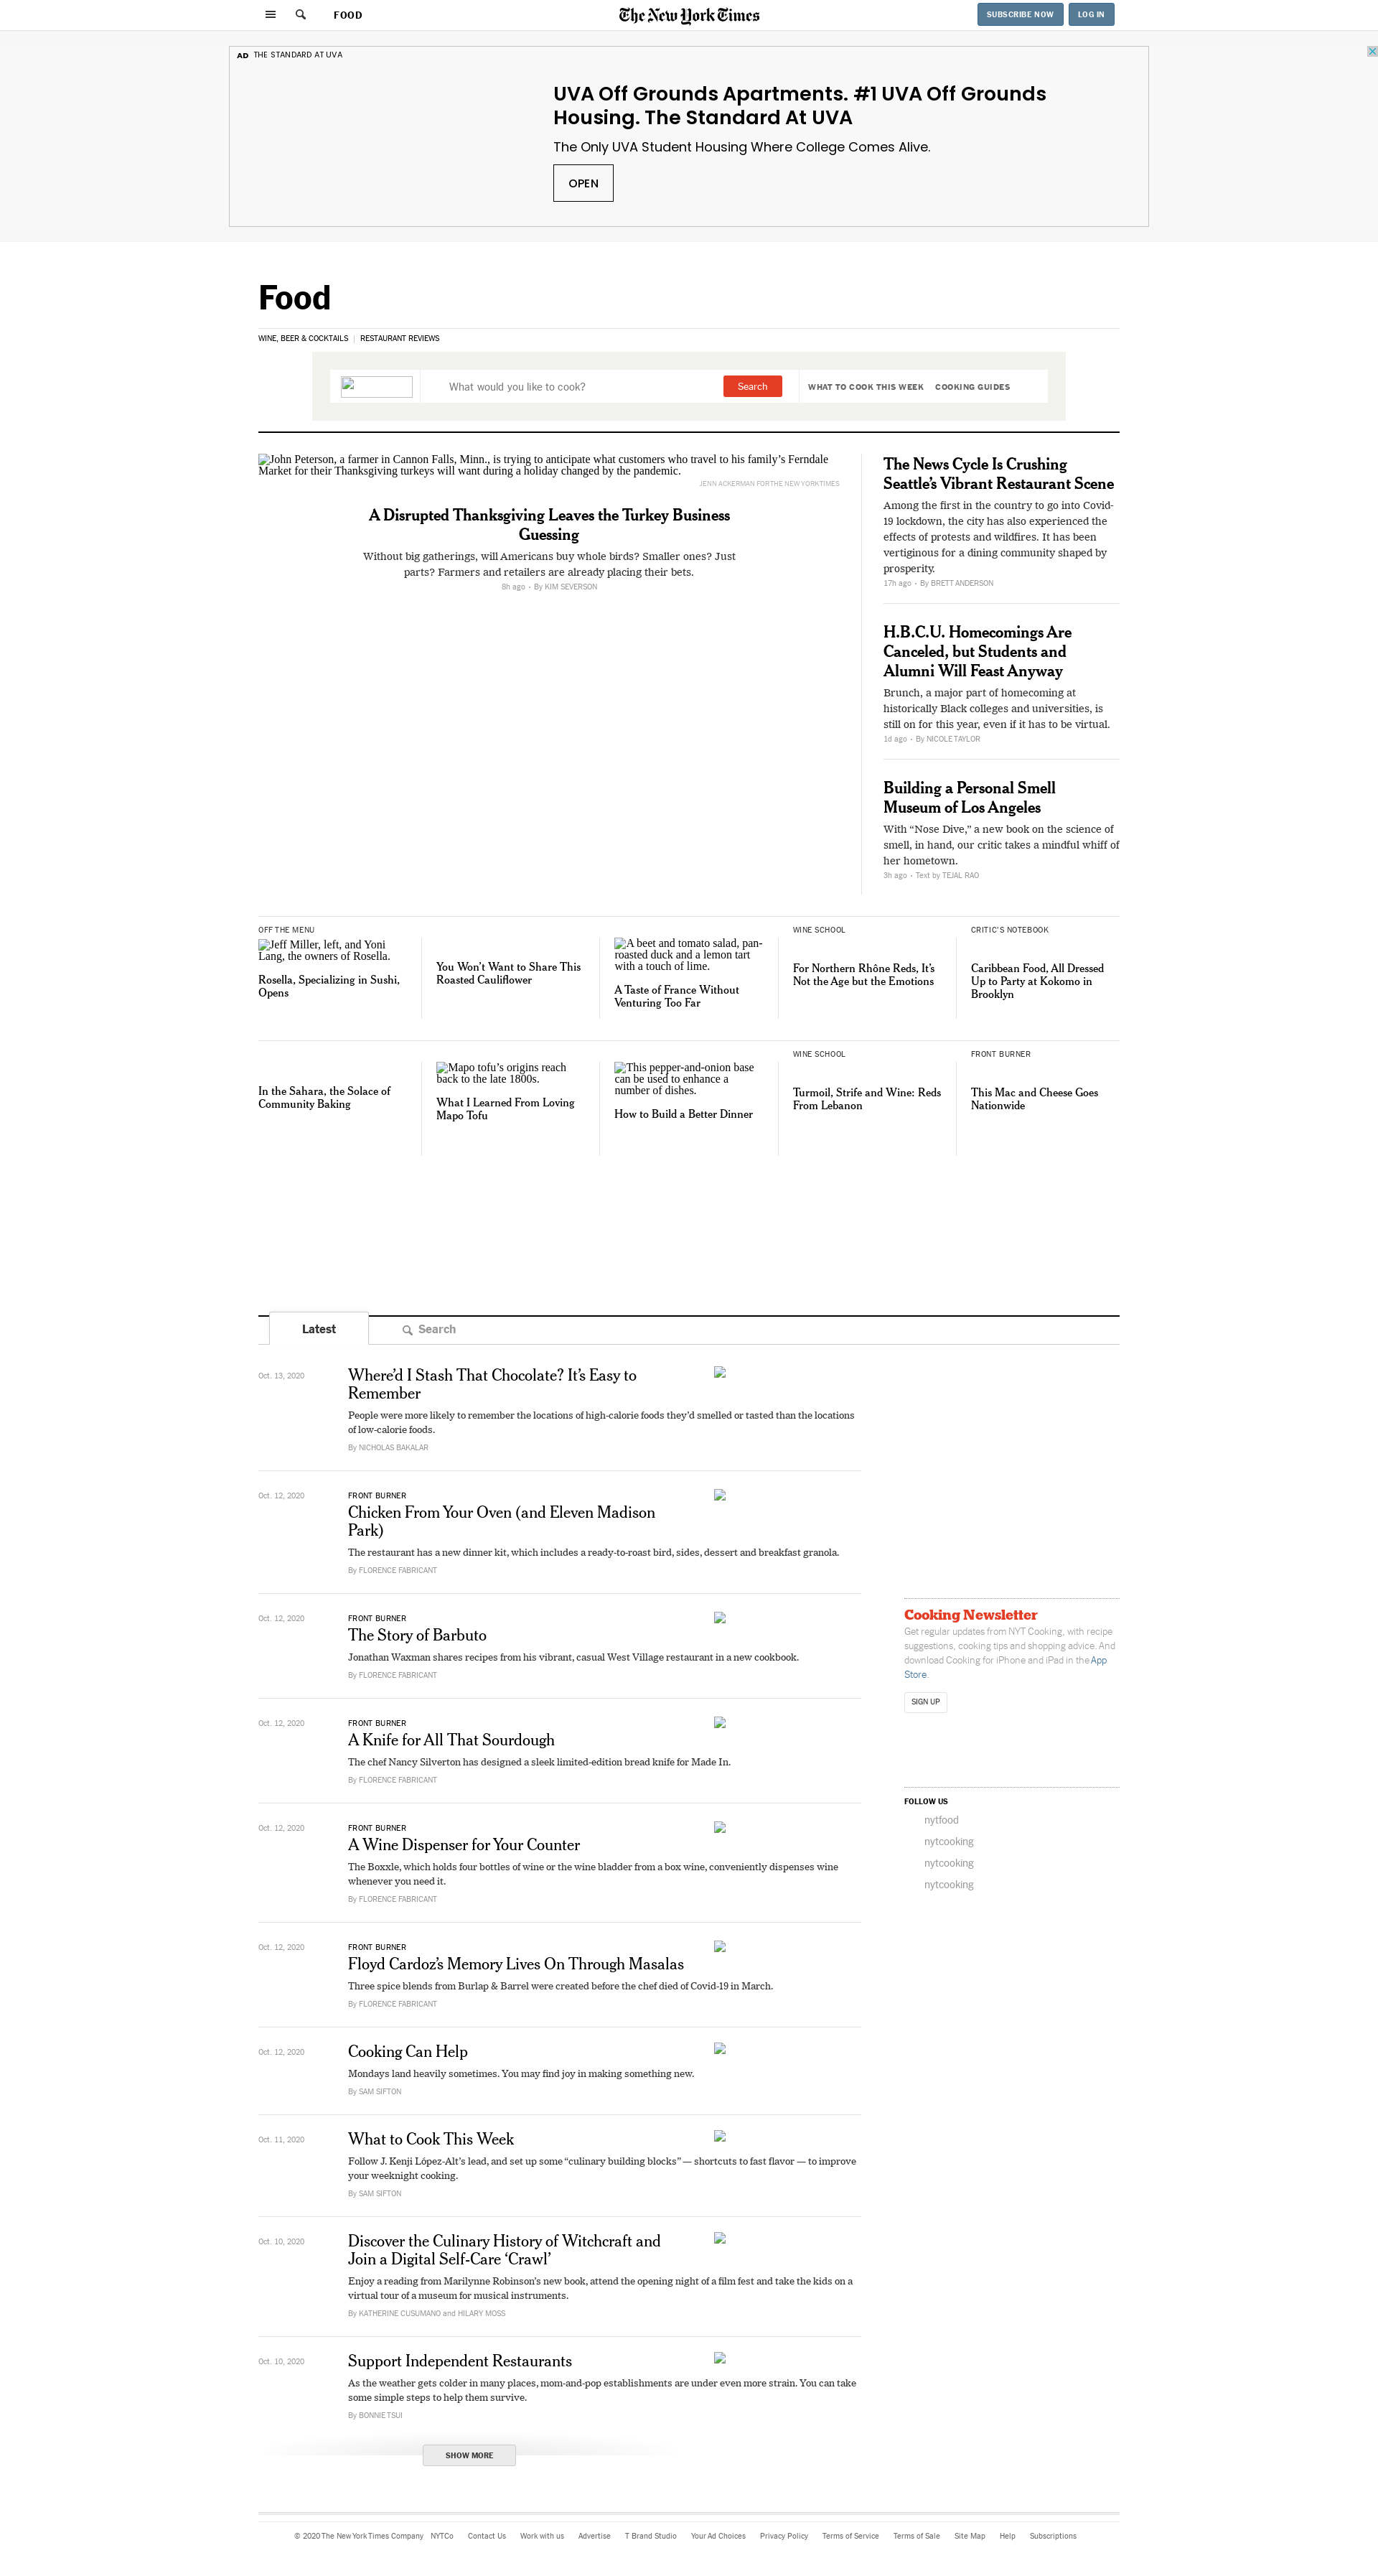 FOOD
The New York Times
SUBSCRIBE NOW
LOG IN
AD THE STANDARD AT UVA
UVA Off Grounds Apartments. #1 UVA Off Grounds
Housing. The Standard At UVA
The Only UVA Student Housing Where College Comes Alive.
OPEN
Food
WINE, BEER & COCKTAILS | RESTAURANT REVIEWS
What would you like to cook?
Search
WHAT TO COOK THIS WEEK
COOKING GUIDES
John Peterson, a farmer in Cannon Falls, Minn., is trying to anticipate what customers who travel to his family’s Ferndale
Market for their Thanksgiving turkeys will want during a holiday changed by the pandemic.
JENN ACKERMAN FOR THE NEW YORK TIMES
A Disrupted Thanksgiving Leaves the Turkey Business
Guessing
Without big gatherings, will Americans buy whole birds? Smaller ones? Just
parts? Farmers and retailers are already placing their bets.
8h ago • By KIM SEVERSON
The News Cycle Is Crushing
Seattle’s Vibrant Restaurant Scene
Among the first in the country to go into Covid-
19 lockdown, the city has also experienced the
effects of protests and wildfires. It has been
vertiginous for a dining community shaped by
prosperity.
17h ago • By BRETT ANDERSON
H.B.C.U. Homecomings Are
Canceled, but Students and
Alumni Will Feast Anyway
Brunch, a major part of homecoming at
historically Black colleges and universities, is
still on for this year, even if it has to be virtual.
1d ago • By NICOLE TAYLOR
Building a Personal Smell
Museum of Los Angeles
With “Nose Dive,” a new book on the science of
smell, in hand, our critic takes a mindful whiff of
her hometown.
3h ago • Text by TEJAL RAO
OFF THE MENU
Jeff Miller, left, and Yoni
Lang, the owners of Rosella.
Rosella, Specializing in Sushi,
Opens
You Won’t Want to Share This
Roasted Cauliflower
A beet and tomato salad, pan-
roasted duck and a lemon tart
with a touch of lime.
A Taste of France Without
Venturing Too Far
WINE SCHOOL
For Northern Rhône Reds, It’s
Not the Age but the Emotions
CRITIC’S NOTEBOOK
Caribbean Food, All Dressed
Up to Party at Kokomo in
Brooklyn
In the Sahara, the Solace of
Community Baking
Mapo tofu’s origins reach
back to the late 1800s.
What I Learned From Loving
Mapo Tofu
This pepper-and-onion base
can be used to enhance a
number of dishes.
How to Build a Better Dinner
WINE SCHOOL
Turmoil, Strife and Wine: Reds
From Lebanon
FRONT BURNER
This Mac and Cheese Goes
Nationwide
Latest
Search
Oct. 13, 2020
Where’d I Stash That Chocolate? It’s Easy to
Remember
People were more likely to remember the locations of high-calorie foods they’d smelled or tasted than the locations
of low-calorie foods.
By NICHOLAS BAKALAR
Oct. 12, 2020
FRONT BURNER
Chicken From Your Oven (and Eleven Madison
Park)
The restaurant has a new dinner kit, which includes a ready-to-roast bird, sides, dessert and breakfast granola.
By FLORENCE FABRICANT
Oct. 12, 2020
FRONT BURNER
The Story of Barbuto
Jonathan Waxman shares recipes from his vibrant, casual West Village restaurant in a new cookbook.
By FLORENCE FABRICANT
Oct. 12, 2020
FRONT BURNER
A Knife for All That Sourdough
The chef Nancy Silverton has designed a sleek limited-edition bread knife for Made In.
By FLORENCE FABRICANT
Oct. 12, 2020
FRONT BURNER
A Wine Dispenser for Your Counter
The Boxxle, which holds four bottles of wine or the wine bladder from a box wine, conveniently dispenses wine
whenever you need it.
By FLORENCE FABRICANT
Oct. 12, 2020
FRONT BURNER
Floyd Cardoz’s Memory Lives On Through Masalas
Three spice blends from Burlap & Barrel were created before the chef died of Covid-19 in March.
By FLORENCE FABRICANT
Oct. 12, 2020
Cooking Can Help
Mondays land heavily sometimes. You may find joy in making something new.
By SAM SIFTON
Oct. 11, 2020
What to Cook This Week
Follow J. Kenji López-Alt’s lead, and set up some “culinary building blocks” — shortcuts to fast flavor — to improve
your weeknight cooking.
By SAM SIFTON
Oct. 10, 2020
Discover the Culinary History of Witchcraft and
Join a Digital Self-Care ‘Crawl’
Enjoy a reading from Marilynne Robinson’s new book, attend the opening night of a film fest and take the kids on a
virtual tour of a museum for musical instruments.
By KATHERINE CUSUMANO and HILARY MOSS
Oct. 10, 2020
Support Independent Restaurants
As the weather gets colder in many places, mom-and-pop establishments are under even more strain. You can take
some simple steps to help them survive.
By BONNIE TSUI
SHOW MORE
Cooking Newsletter
Get regular updates from NYT Cooking, with recipe
suggestions, cooking tips and shopping advice. And
download Cooking for iPhone and iPad in the App
Store.
SIGN UP
FOLLOW US
nytfood
nytcooking
nytcooking
nytcooking
© 2020 The New York Times Company NYTCo Contact Us Work with us Advertise T Brand Studio Your Ad Choices Privacy Policy Terms of Service Terms of Sale Site Map Help Subscriptions